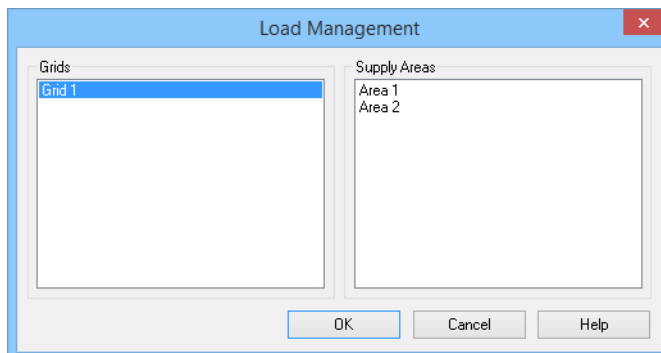 Load Management
Grids
Grid 1
Supply Areas
Area 1
Area 2
OK
Cancel
Help